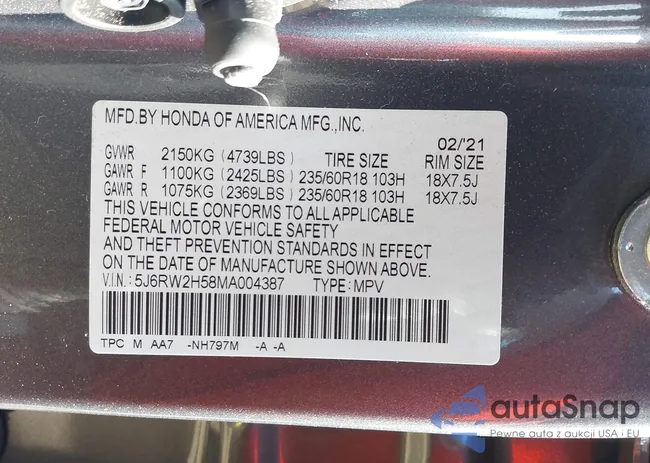 MFD.BY HONDA OF AMERICA MFG.,INC.
02/'21
GVWR 2150KG (4739LBS) TIRE SIZE RIM SIZE
GAWR F 1100KG (2425LBS) 235/60R18 103H 18X7.5J
GAWR R 1075KG (2369LBS) 235/60R18 103H 18X7.5J
THIS VEHICLE CONFORMS TO ALL APPLICABLE
FEDERAL MOTOR VEHICLE SAFETY
AND THEFT PREVENTION STANDARDS IN EFFECT
ON THE DATE OF MANUFACTURE SHOWN ABOVE.
V.I.N: 5J6RW2H58MA004387 TYPE:MPV
TPC M AA7 -NH797M -A -A
autaSnap
Pewne auta z aukcji USA i EU